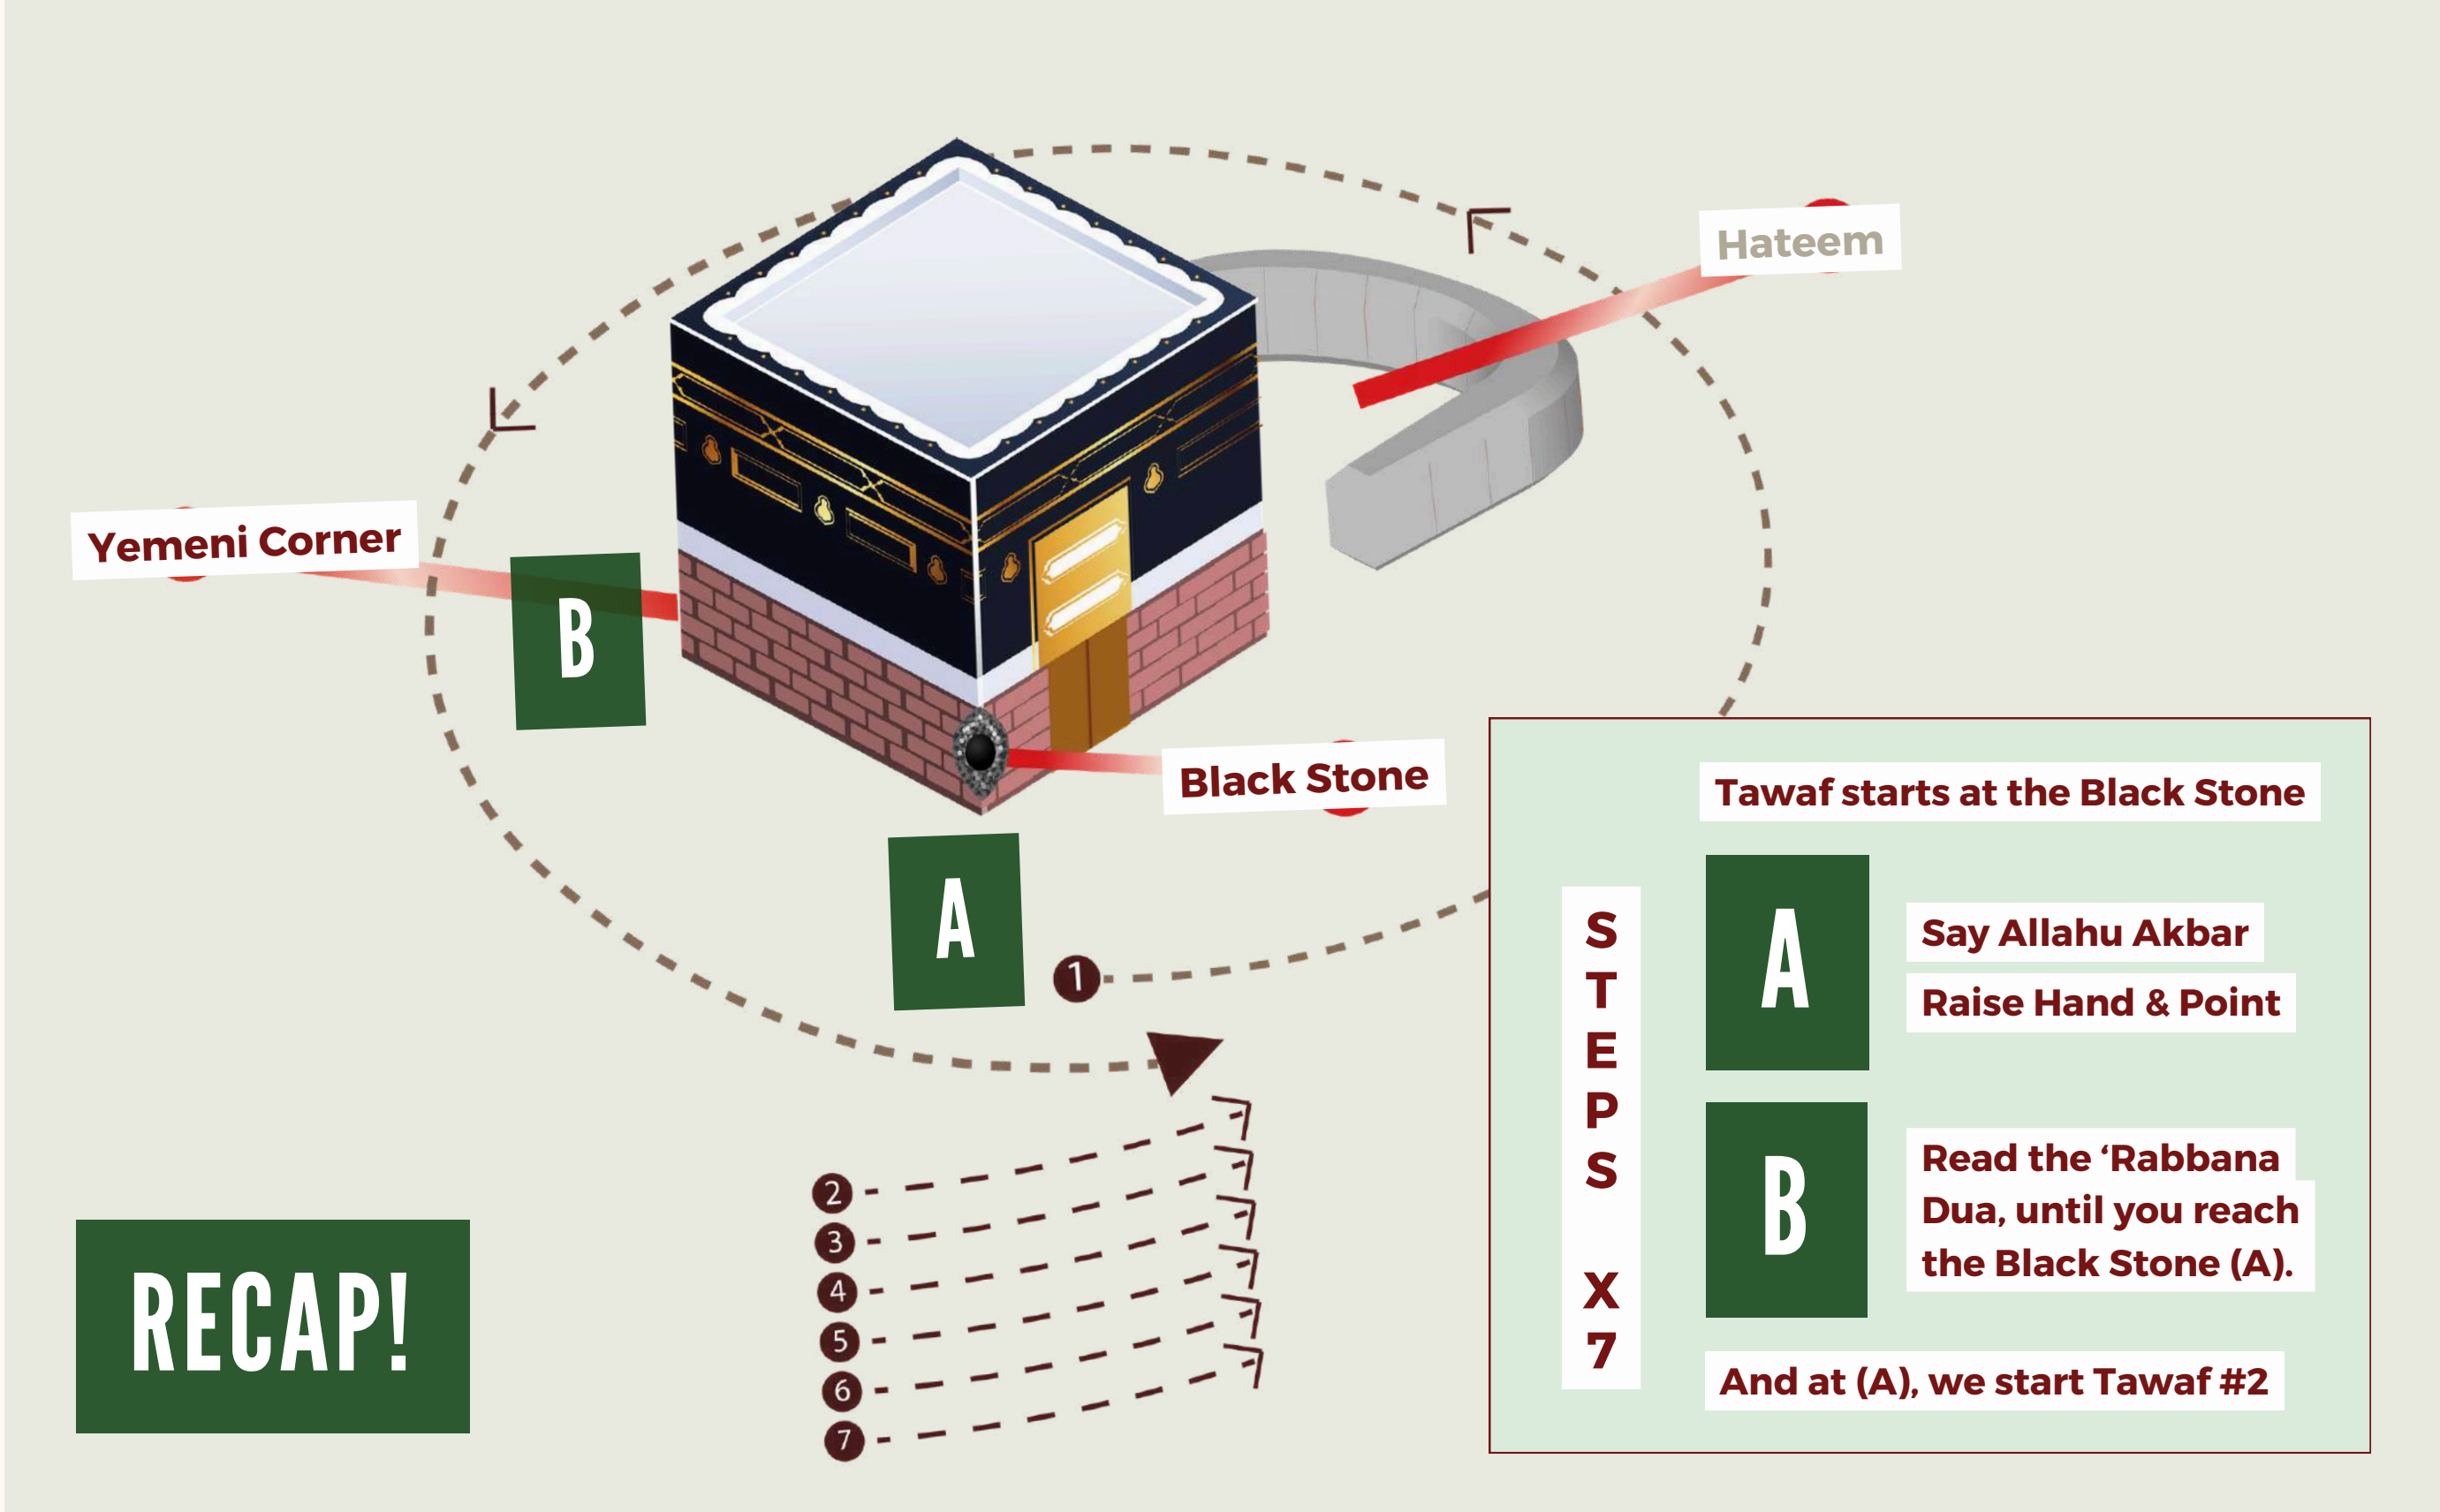 Hateem
Yemeni Corner
B
Black Stone
A
1
2
3
4
5
6
7
RECAP!
Tawaf starts at the Black Stone
STEPS X7
A
Say Allahu Akbar
Raise Hand & Point
B
Read the ‘Rabbana
Dua, until you reach
the Black Stone (A).
And at (A), we start Tawaf #2